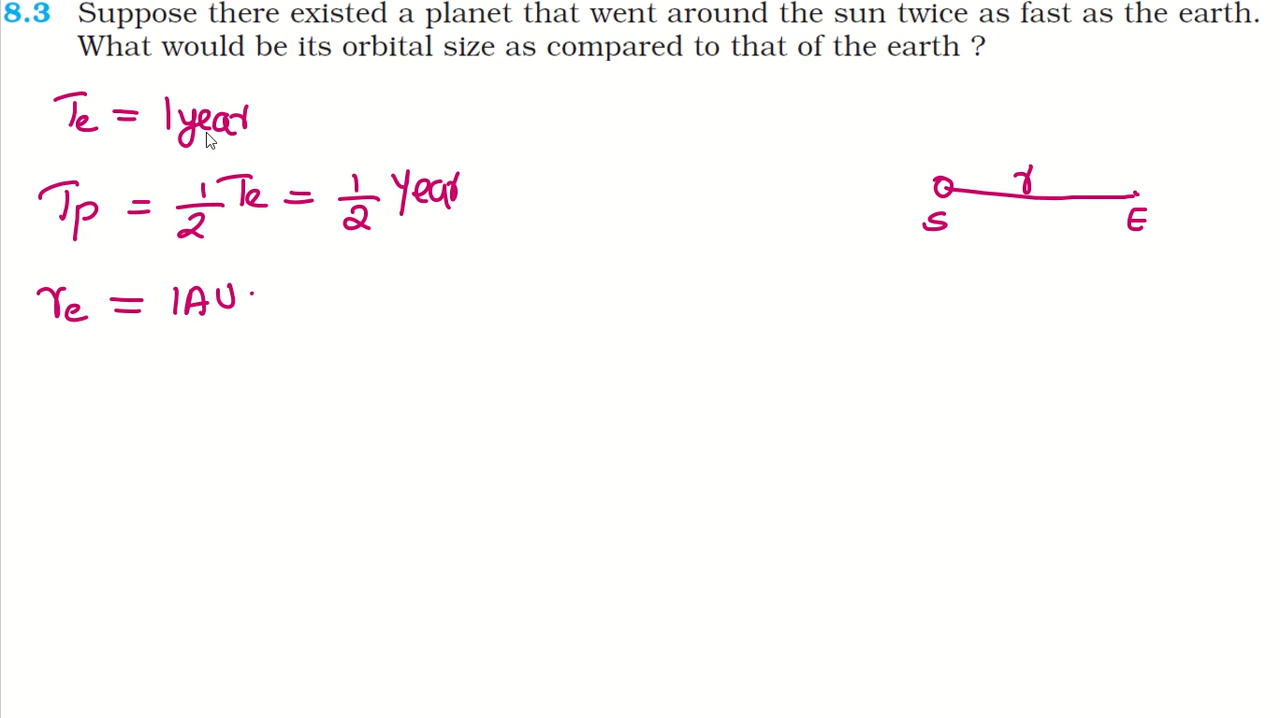 8.3 Suppose there existed a planet that went around the sun twice as fast as the earth.
What would be its orbital size as compared to that of the earth ?
Te = 1 year
Tp = 1/2 Te = 1/2 Year
r
S E
re = 1AU.